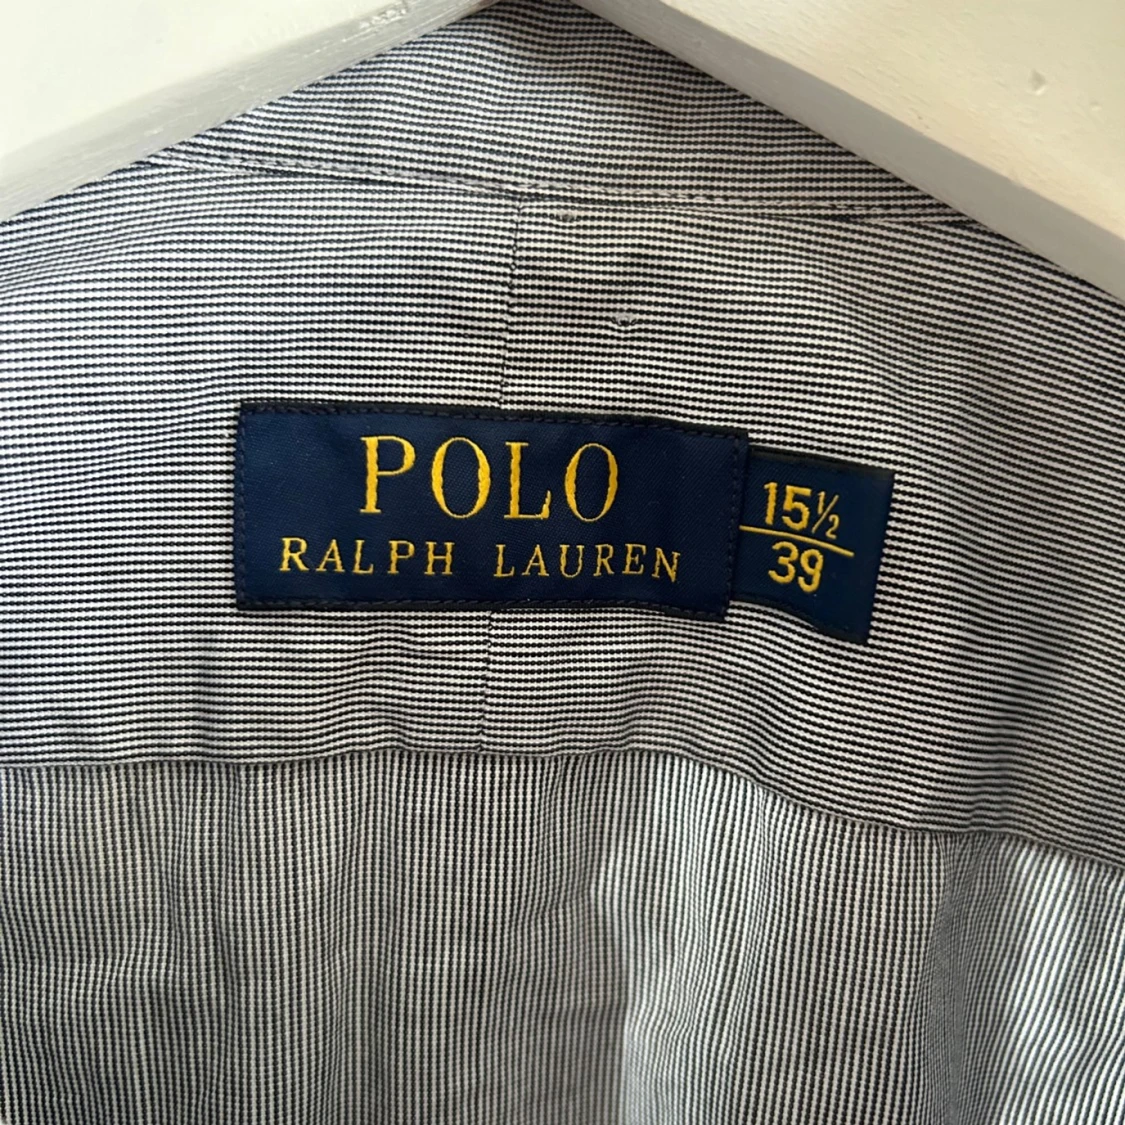 POLO
RALPH LAUREN
15½
39